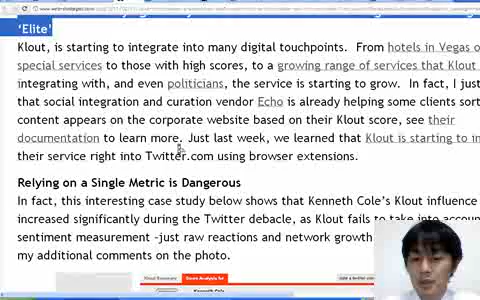 'Elite'
Klout, is starting to integrate into many digital touchpoints. From hotels in Vegas o
special services to those with high scores, to a growing range of services that Klout
integrating with, and even politicians, the service is starting to grow. In fact, I just
that social integration and curation vendor Echo is already helping some clients sort
content appears on the corporate website based on their Klout score, see their
documentation to learn more. Just last week, we learned that Klout is starting to in
their service right into Twitter.com using browser extensions.
Relying on a Single Metric is Dangerous
In fact, this interesting case study below shows that Kenneth Cole's Klout influence
increased significantly during the Twitter debacle, as Klout fails to take into accoun
sentiment measurement –just raw reactions and network growth
my additional comments on the photo.